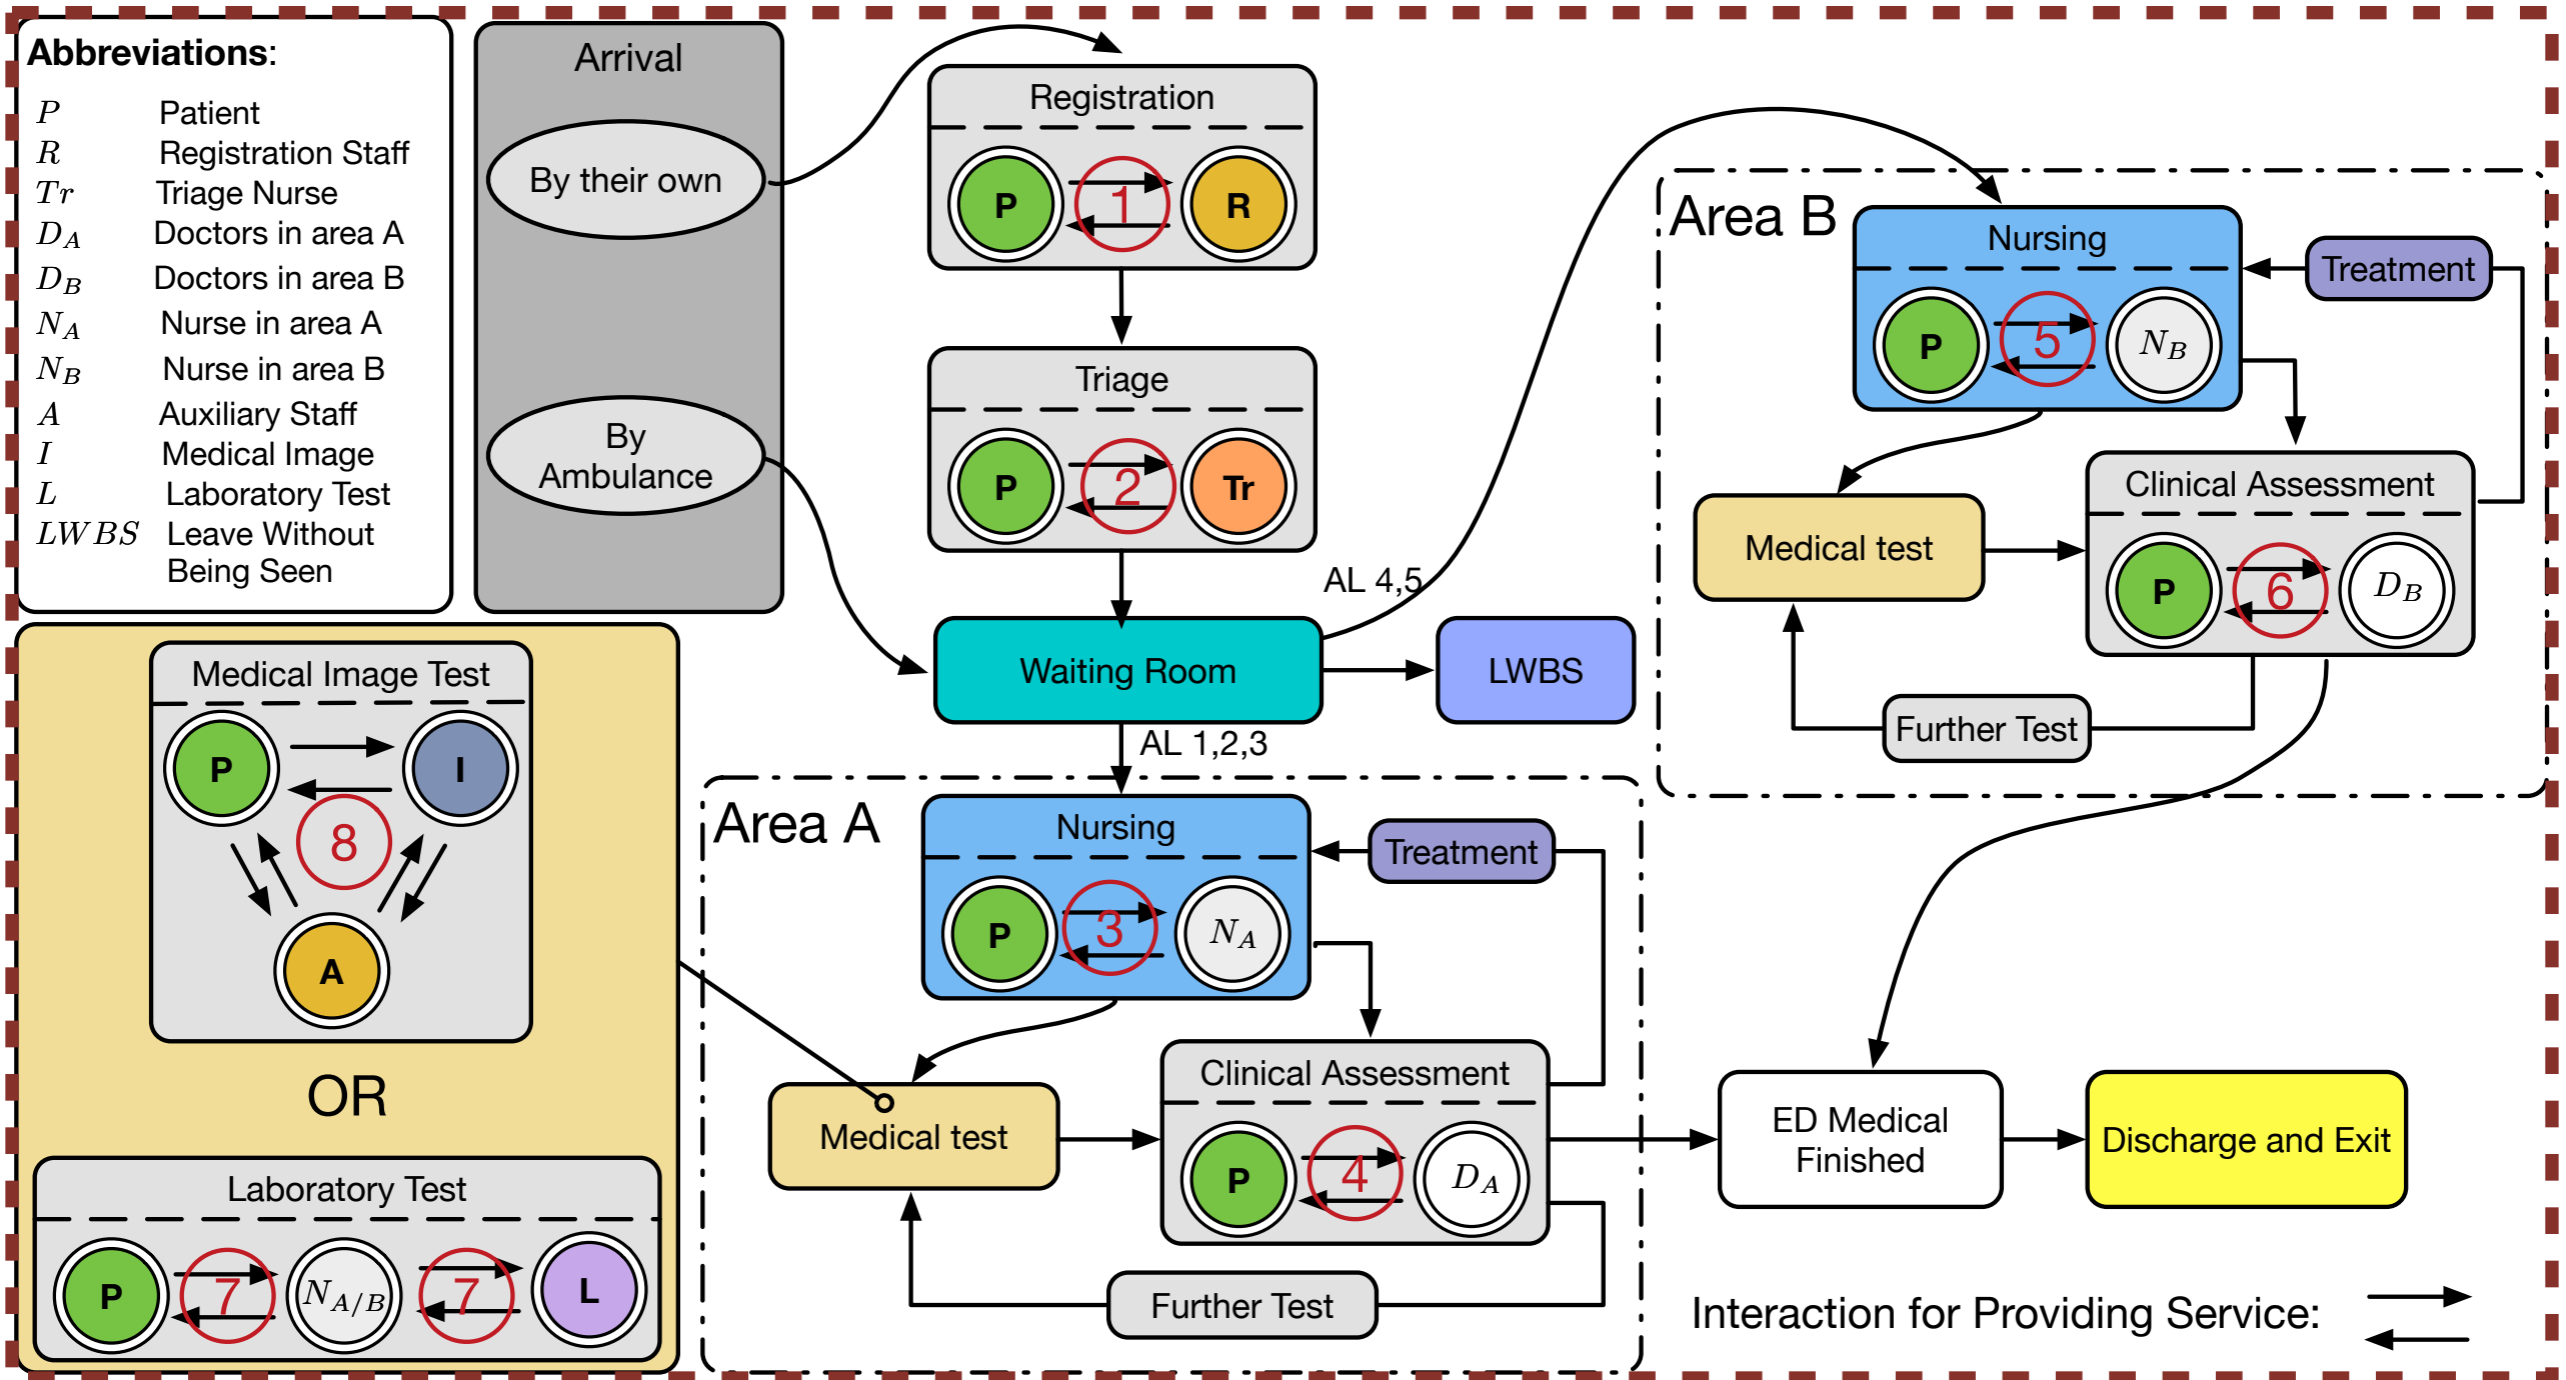 Abbreviations:
P Patient
R Registration Staff
Tr Triage Nurse
D_A Doctors in area A
D_B Doctors in area B
N_A Nurse in area A
N_B Nurse in area B
A Auxiliary Staff
I Medical Image
L Laboratory Test
LWBS Leave Without
Being Seen
Arrival
By their own
By
Ambulance
Registration
P 1 R
Triage
P 2 Tr
Waiting Room
LWBS
AL 4,5
AL 1,2,3
Area B
Nursing
P 5 N_B
Treatment
Medical test
Clinical Assessment
P 6 D_B
Further Test
Medical Image Test
P I
8
A
OR
Laboratory Test
P 7 N_A/B 7 L
Area A
Nursing
P 3 N_A
Treatment
Medical test
Clinical Assessment
P 4 D_A
Further Test
ED Medical
Finished
Discharge and Exit
Interaction for Providing Service: